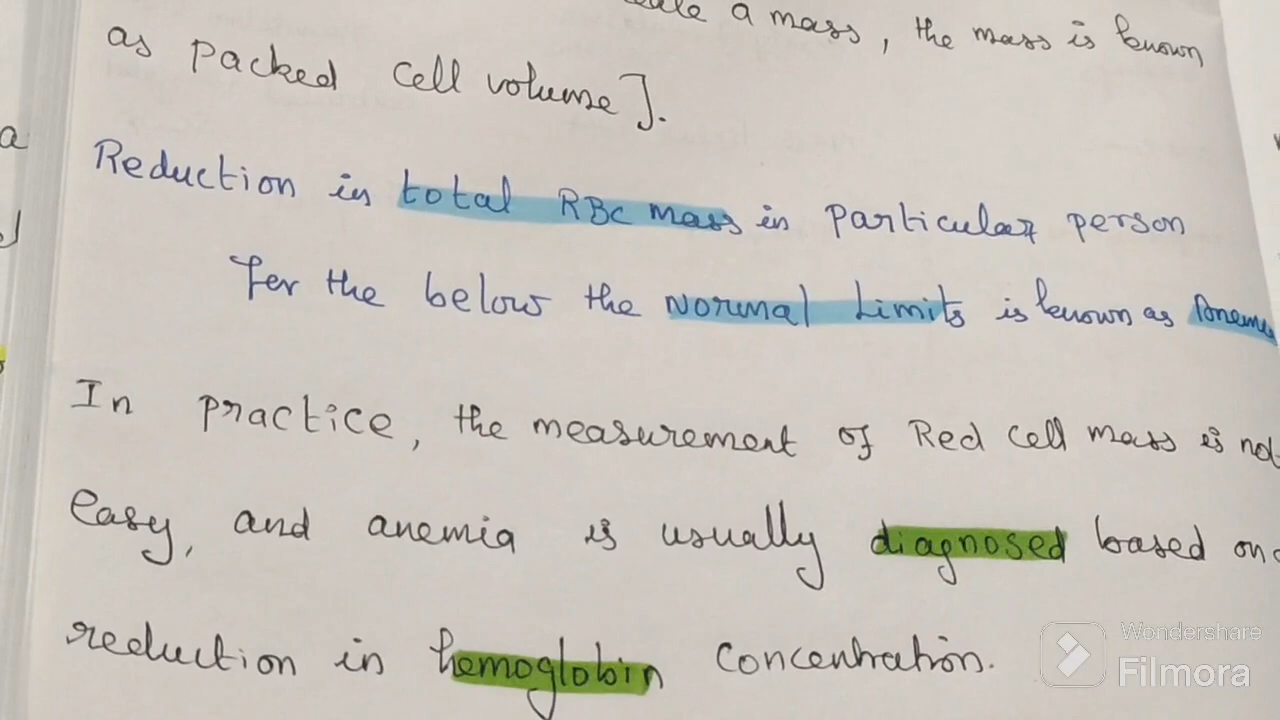 a mass, the mass is known
as packed cell volume].
Reduction in total RBC mass in particular person
for the below the Normal Limits is known as
In practice, the measurement of Red cell mass is not
easy, and anemia is usually diagnosed based on
reduction in hemoglobin concentration.
Wondershare
Filmora